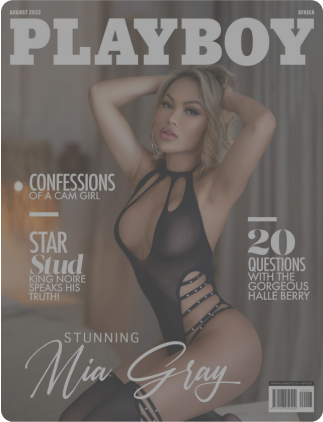 AUGUST 2023
AFRICA
PLAYBOY
CONFESSIONS
OF A CAM GIRL
STAR
Stud
KING NOIRE
SPEAKS HIS
TRUTH!
20
QUESTIONS
WITH THE
GORGEOUS
HALLE BERRY
STUNNING
Mia Gray